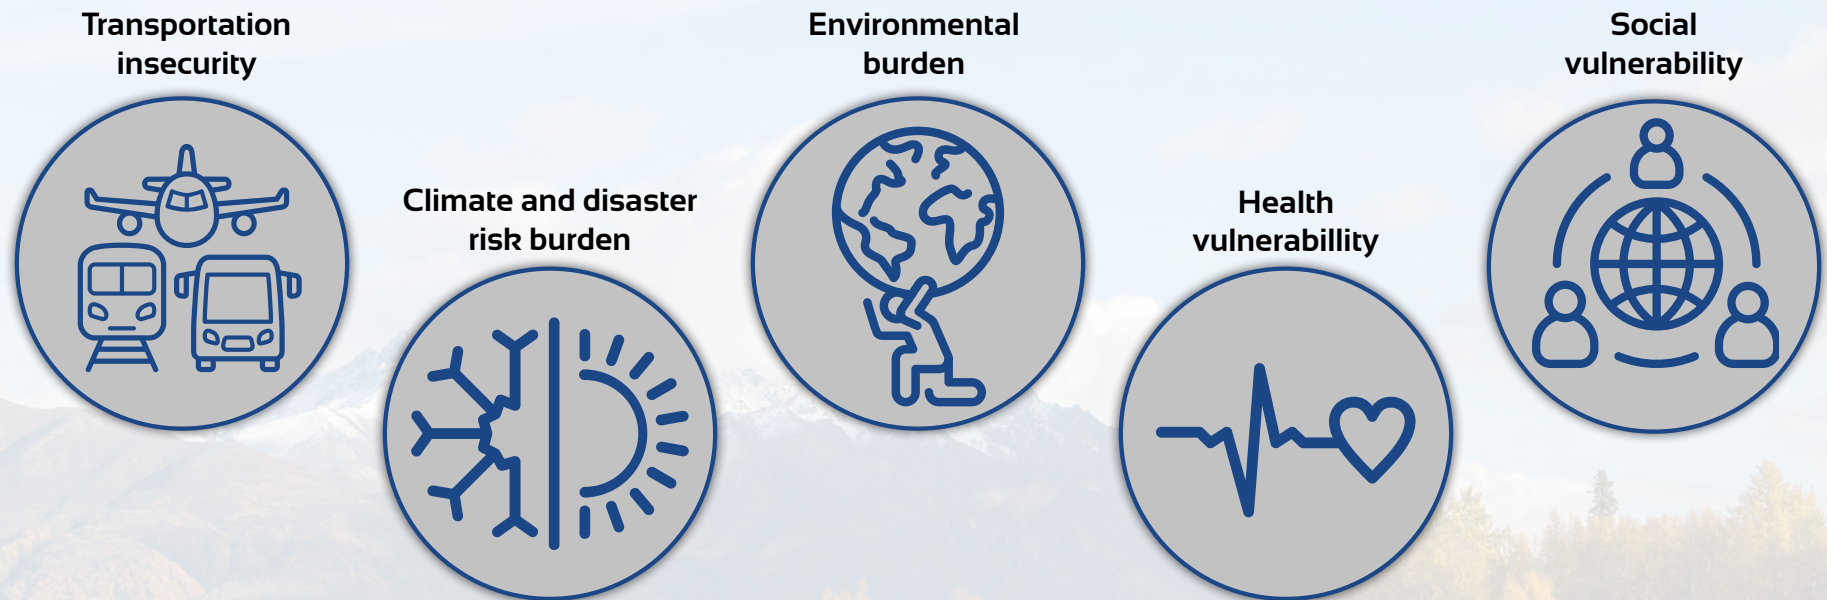 Transportation
insecurity
Climate and disaster
risk burden
Environmental
burden
Health
vulnerabillity
Social
vulnerability